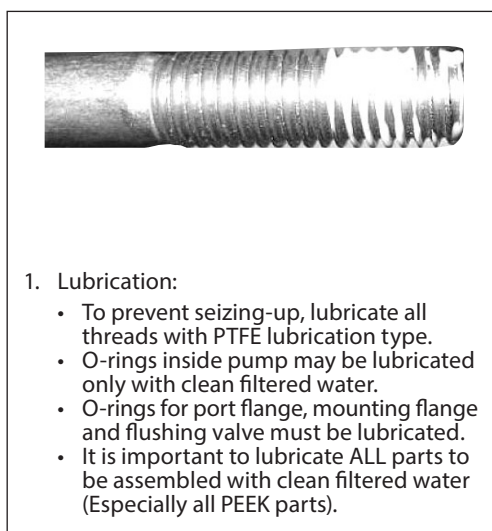 1. Lubrication:
• To prevent seizing-up, lubricate all
threads with PTFE lubrication type.
• O-rings inside pump may be lubricated
only with clean filtered water.
• O-rings for port flange, mounting flange
and flushing valve must be lubricated.
• It is important to lubricate ALL parts to
be assembled with clean filtered water
(Especially all PEEK parts).